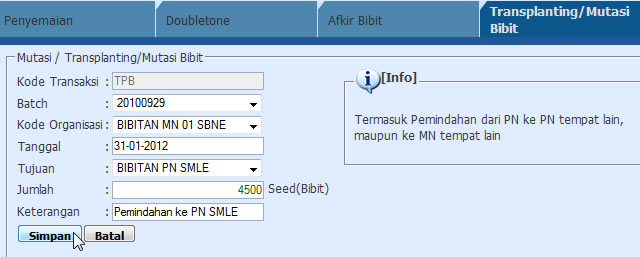 Penyemaian Doubletone Afkir Bibit Transplanting/Mutasi Bibit
Mutasi / Transplanting/Mutasi Bibit
Kode Transaksi : TPB
Batch : 20100929
Kode Organisasi : BIBITAN MN 01 SBNE
Tanggal : 31-01-2012
Tujuan : BIBITAN PN SMLE
Jumlah : 4500 Seed(Bibit)
Keterangan : Pemindahan ke PN SMLE
Simpan Batal
[Info]
Termasuk Pemindahan dari PN ke PN tempat lain,
maupun ke MN tempat lain